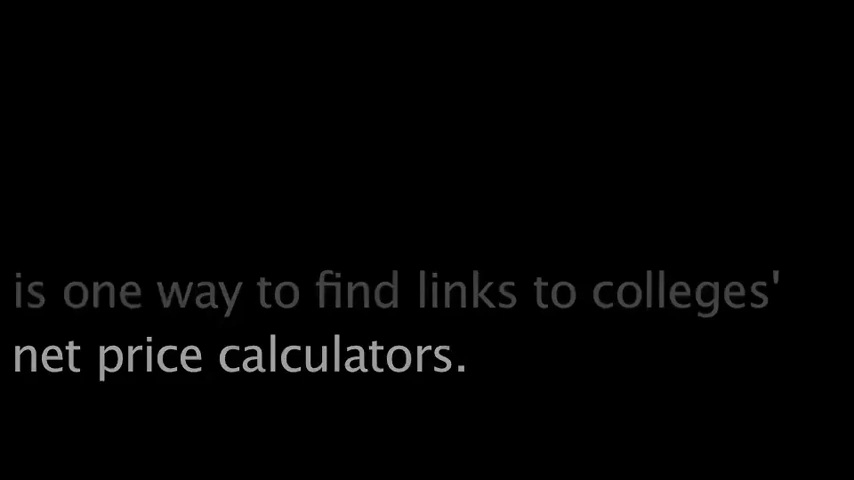 is one way to find links to colleges'
net price calculators.